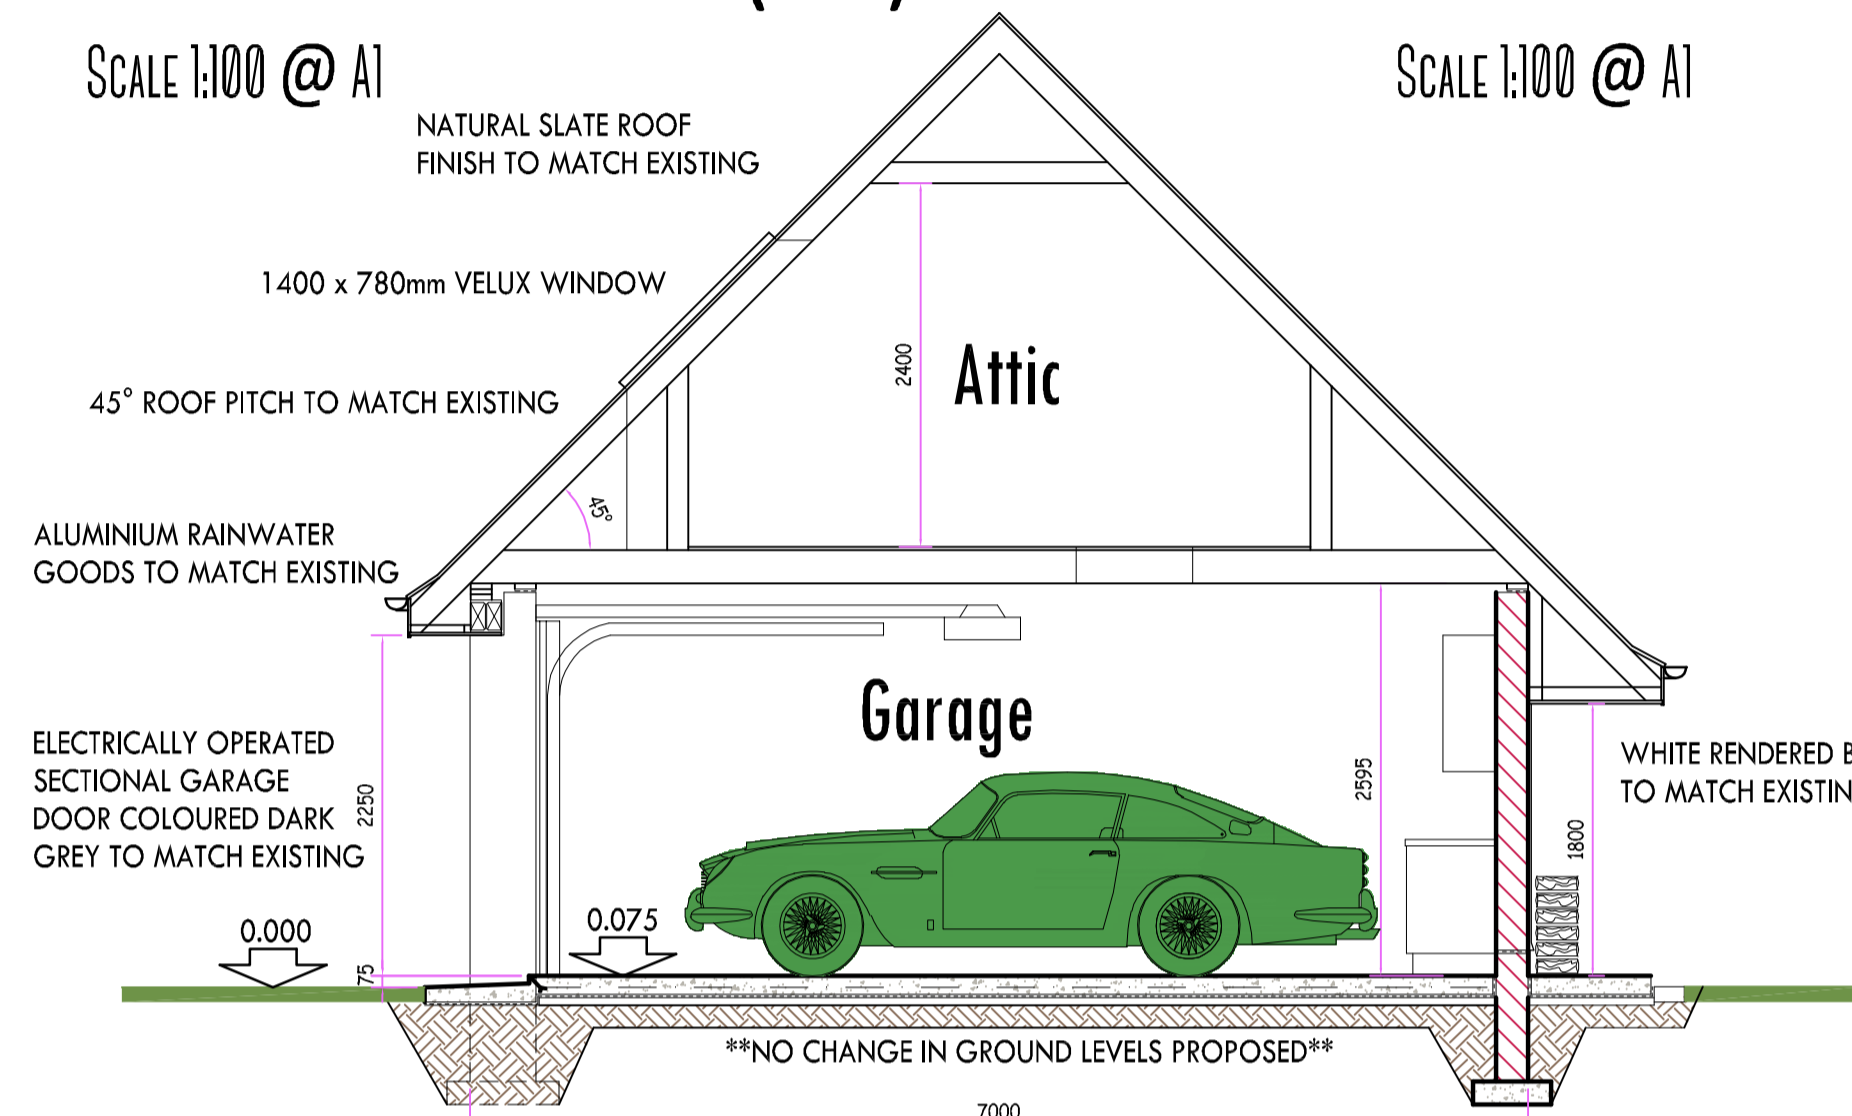 SCALE 1:100 @ A1
SCALE 1:100 @ A1
NATURAL SLATE ROOF
FINISH TO MATCH EXISTING
1400 x 780mm VELUX WINDOW
2400
Attic
45° ROOF PITCH TO MATCH EXISTING
45°
ALUMINIUM RAINWATER
GOODS TO MATCH EXISTING
Garage
ELECTRICALLY OPERATED
SECTIONAL GARAGE
DOOR COLOURED DARK
GREY TO MATCH EXISTING
2250
2595
WHITE RENDERED B
TO MATCH EXISTIN
1800
0.000
0.075
75
**NO CHANGE IN GROUND LEVELS PROPOSED**
7000